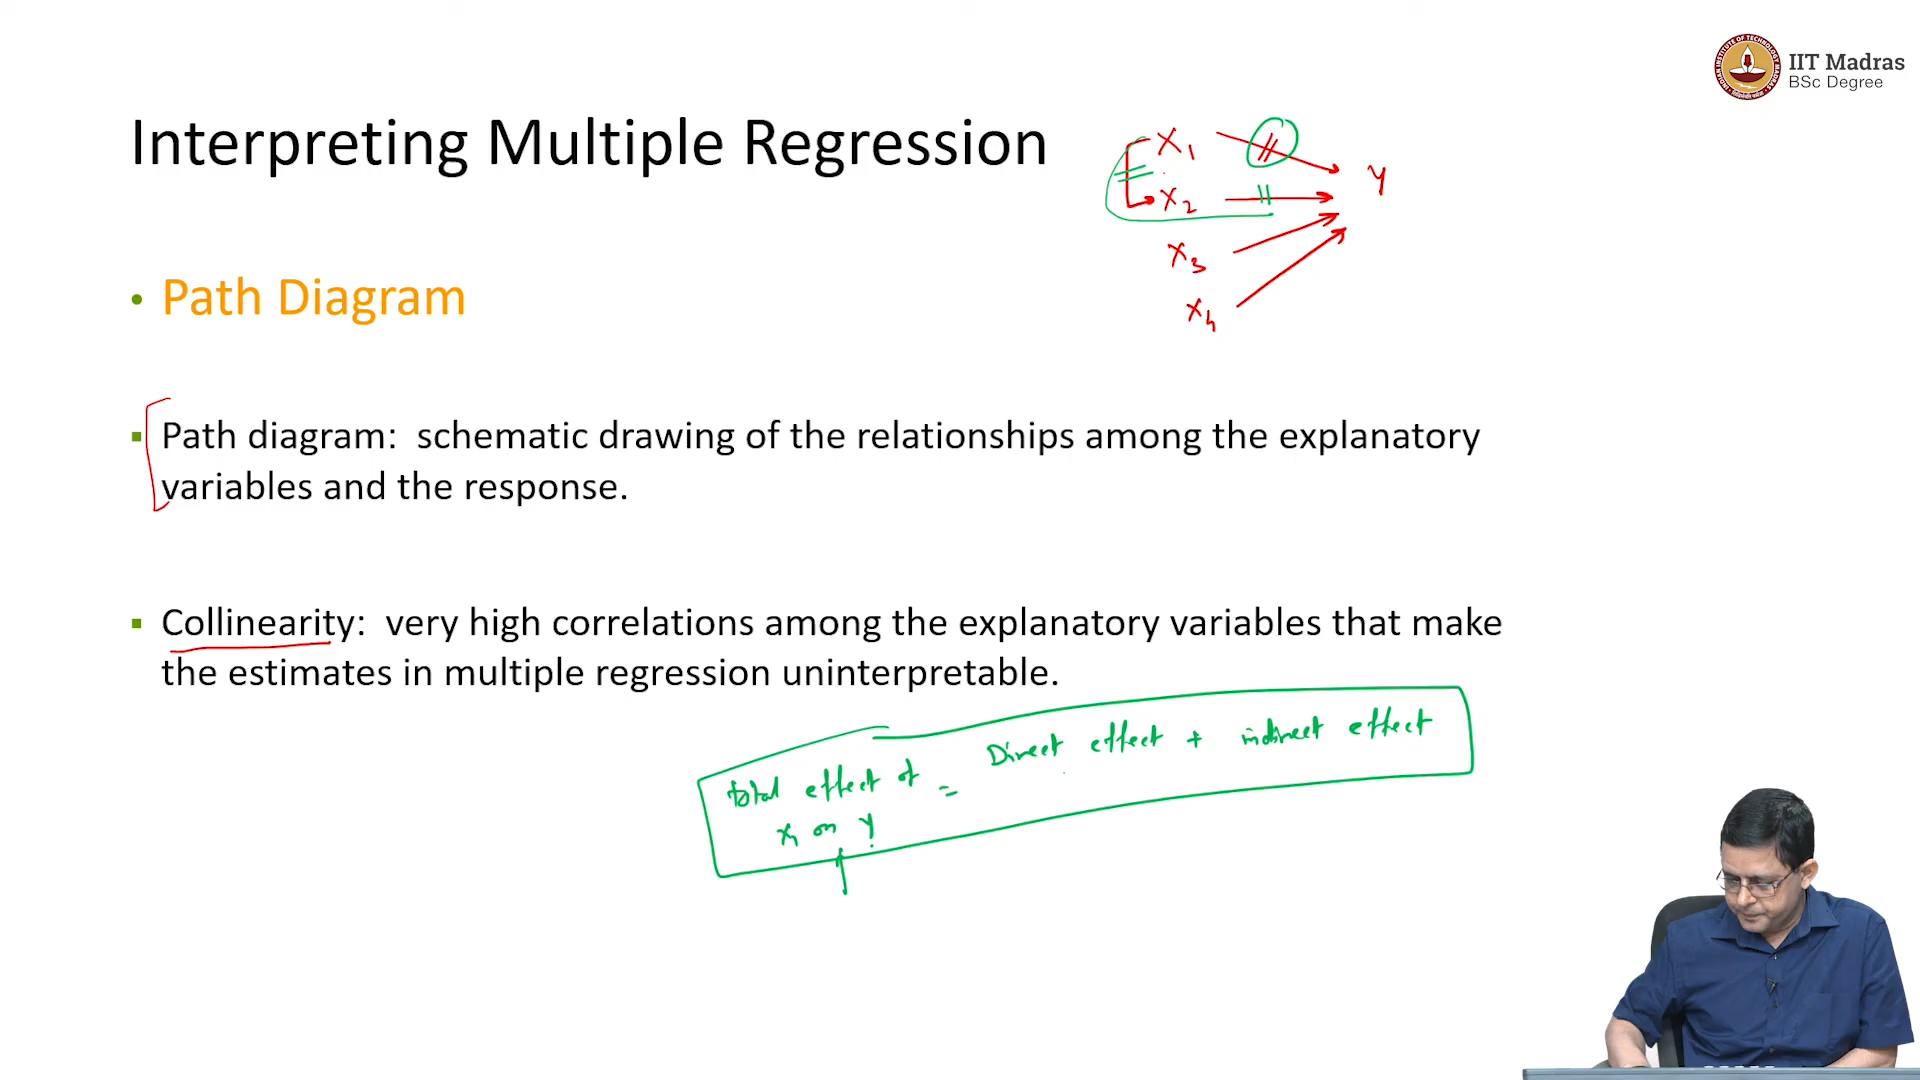 IIT Madras
BSc Degree
Interpreting Multiple Regression
X1
X2
X3
X4
Y
• Path Diagram
Path diagram: schematic drawing of the relationships among the explanatory
variables and the response.
Collinearity: very high correlations among the explanatory variables that make
the estimates in multiple regression uninterpretable.
Total effect of = Direct effect + indirect effect
X1 on Y